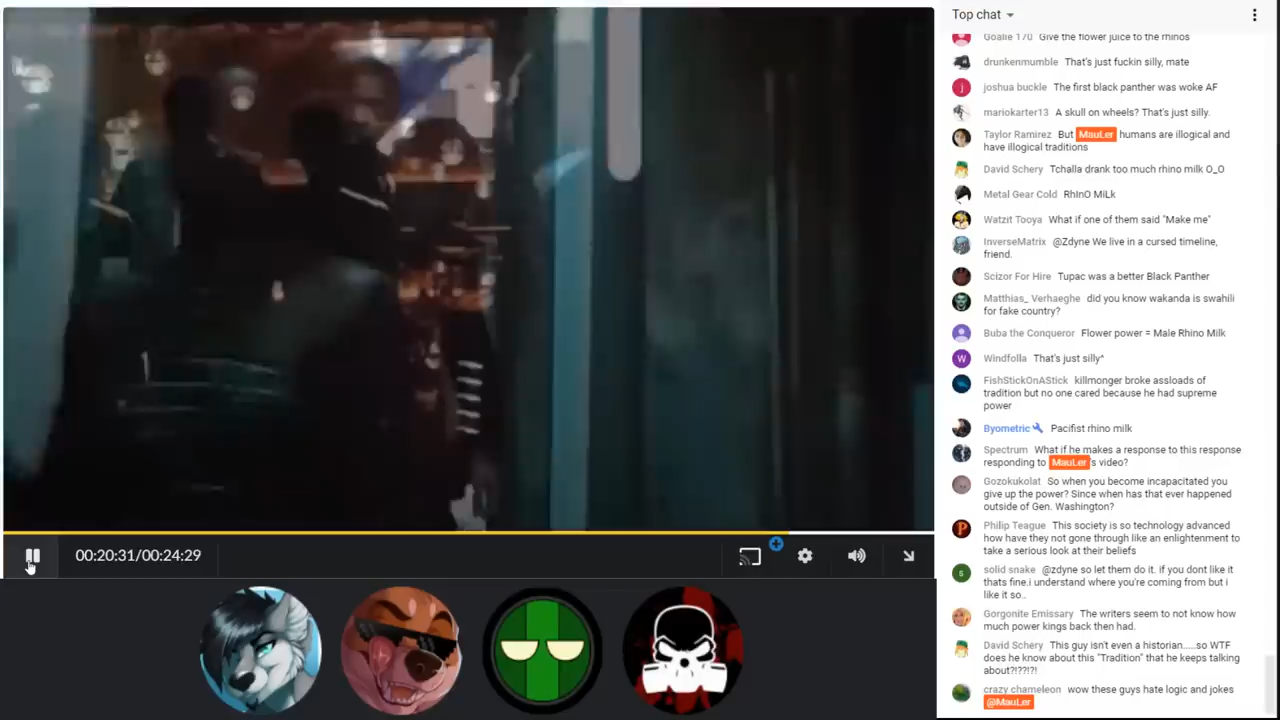 Top chat
Goalie 170 Give the flower juice to the rhinos
drunkenmumble That's just fuckin silly, mate
joshua buckle The first black panther was woke AF
mariokarter13 A skull on wheels? That's just silly.
Taylor Ramirez But MauLer humans are illogical and
have illogical traditions
David Schery Tchalla drank too much rhino milk O_O
Metal Gear Cold RhInO MiLk
Watzit Tooya What if one of them said "Make me"
InverseMatrix @Zdyne We live in a cursed timeline,
friend.
Scizor For Hire Tupac was a better Black Panther
Matthias_ Verhaeghe did you know wakanda is swahili
for fake country?
Buba the Conqueror Flower power = Male Rhino Milk
W Windfolla That's just silly^
FishStickOnAStick killmonger broke assloads of
tradition but no one cared because he had supreme
power
Byometric Pacifist rhino milk
Spectrum What if he makes a response to this response
responding to MauLer s video?
Gozokukolat So when you become incapacitated you
give up the power? Since when has that ever happened
outside of Gen. Washington?
Philip Teague This society is so technology advanced
how have they not gone through like an enlightenment to
take a serious look at their beliefs
s solid snake @zdyne so let them do it. if you dont like it
thats fine.i understand where you're coming from but i
like it so..
Gorgonite Emissary The writers seem to not know how
much power kings back then had.
David Schery This guy isn't even a historian.....so WTF
does he know about this "Tradition" that he keeps talking
about?!??!?!
crazy chameleon wow these guys hate logic and jokes
@MauLer
00:20:31/00:24:29